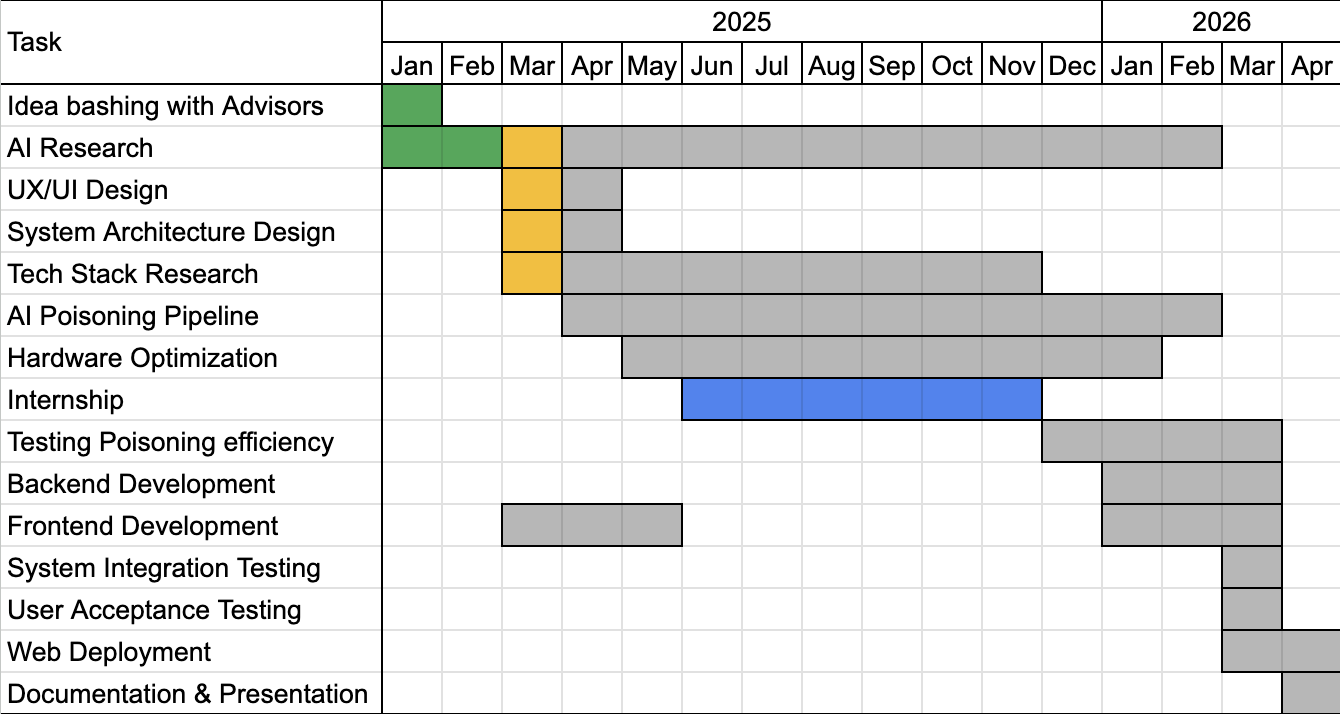 Task
2025
2026
Jan Feb Mar Apr May Jun Jul Aug Sep Oct Nov Dec Jan Feb Mar Apr
Idea bashing with Advisors
AI Research
UX/UI Design
System Architecture Design
Tech Stack Research
AI Poisoning Pipeline
Hardware Optimization
Internship
Testing Poisoning efficiency
Backend Development
Frontend Development
System Integration Testing
User Acceptance Testing
Web Deployment
Documentation & Presentation